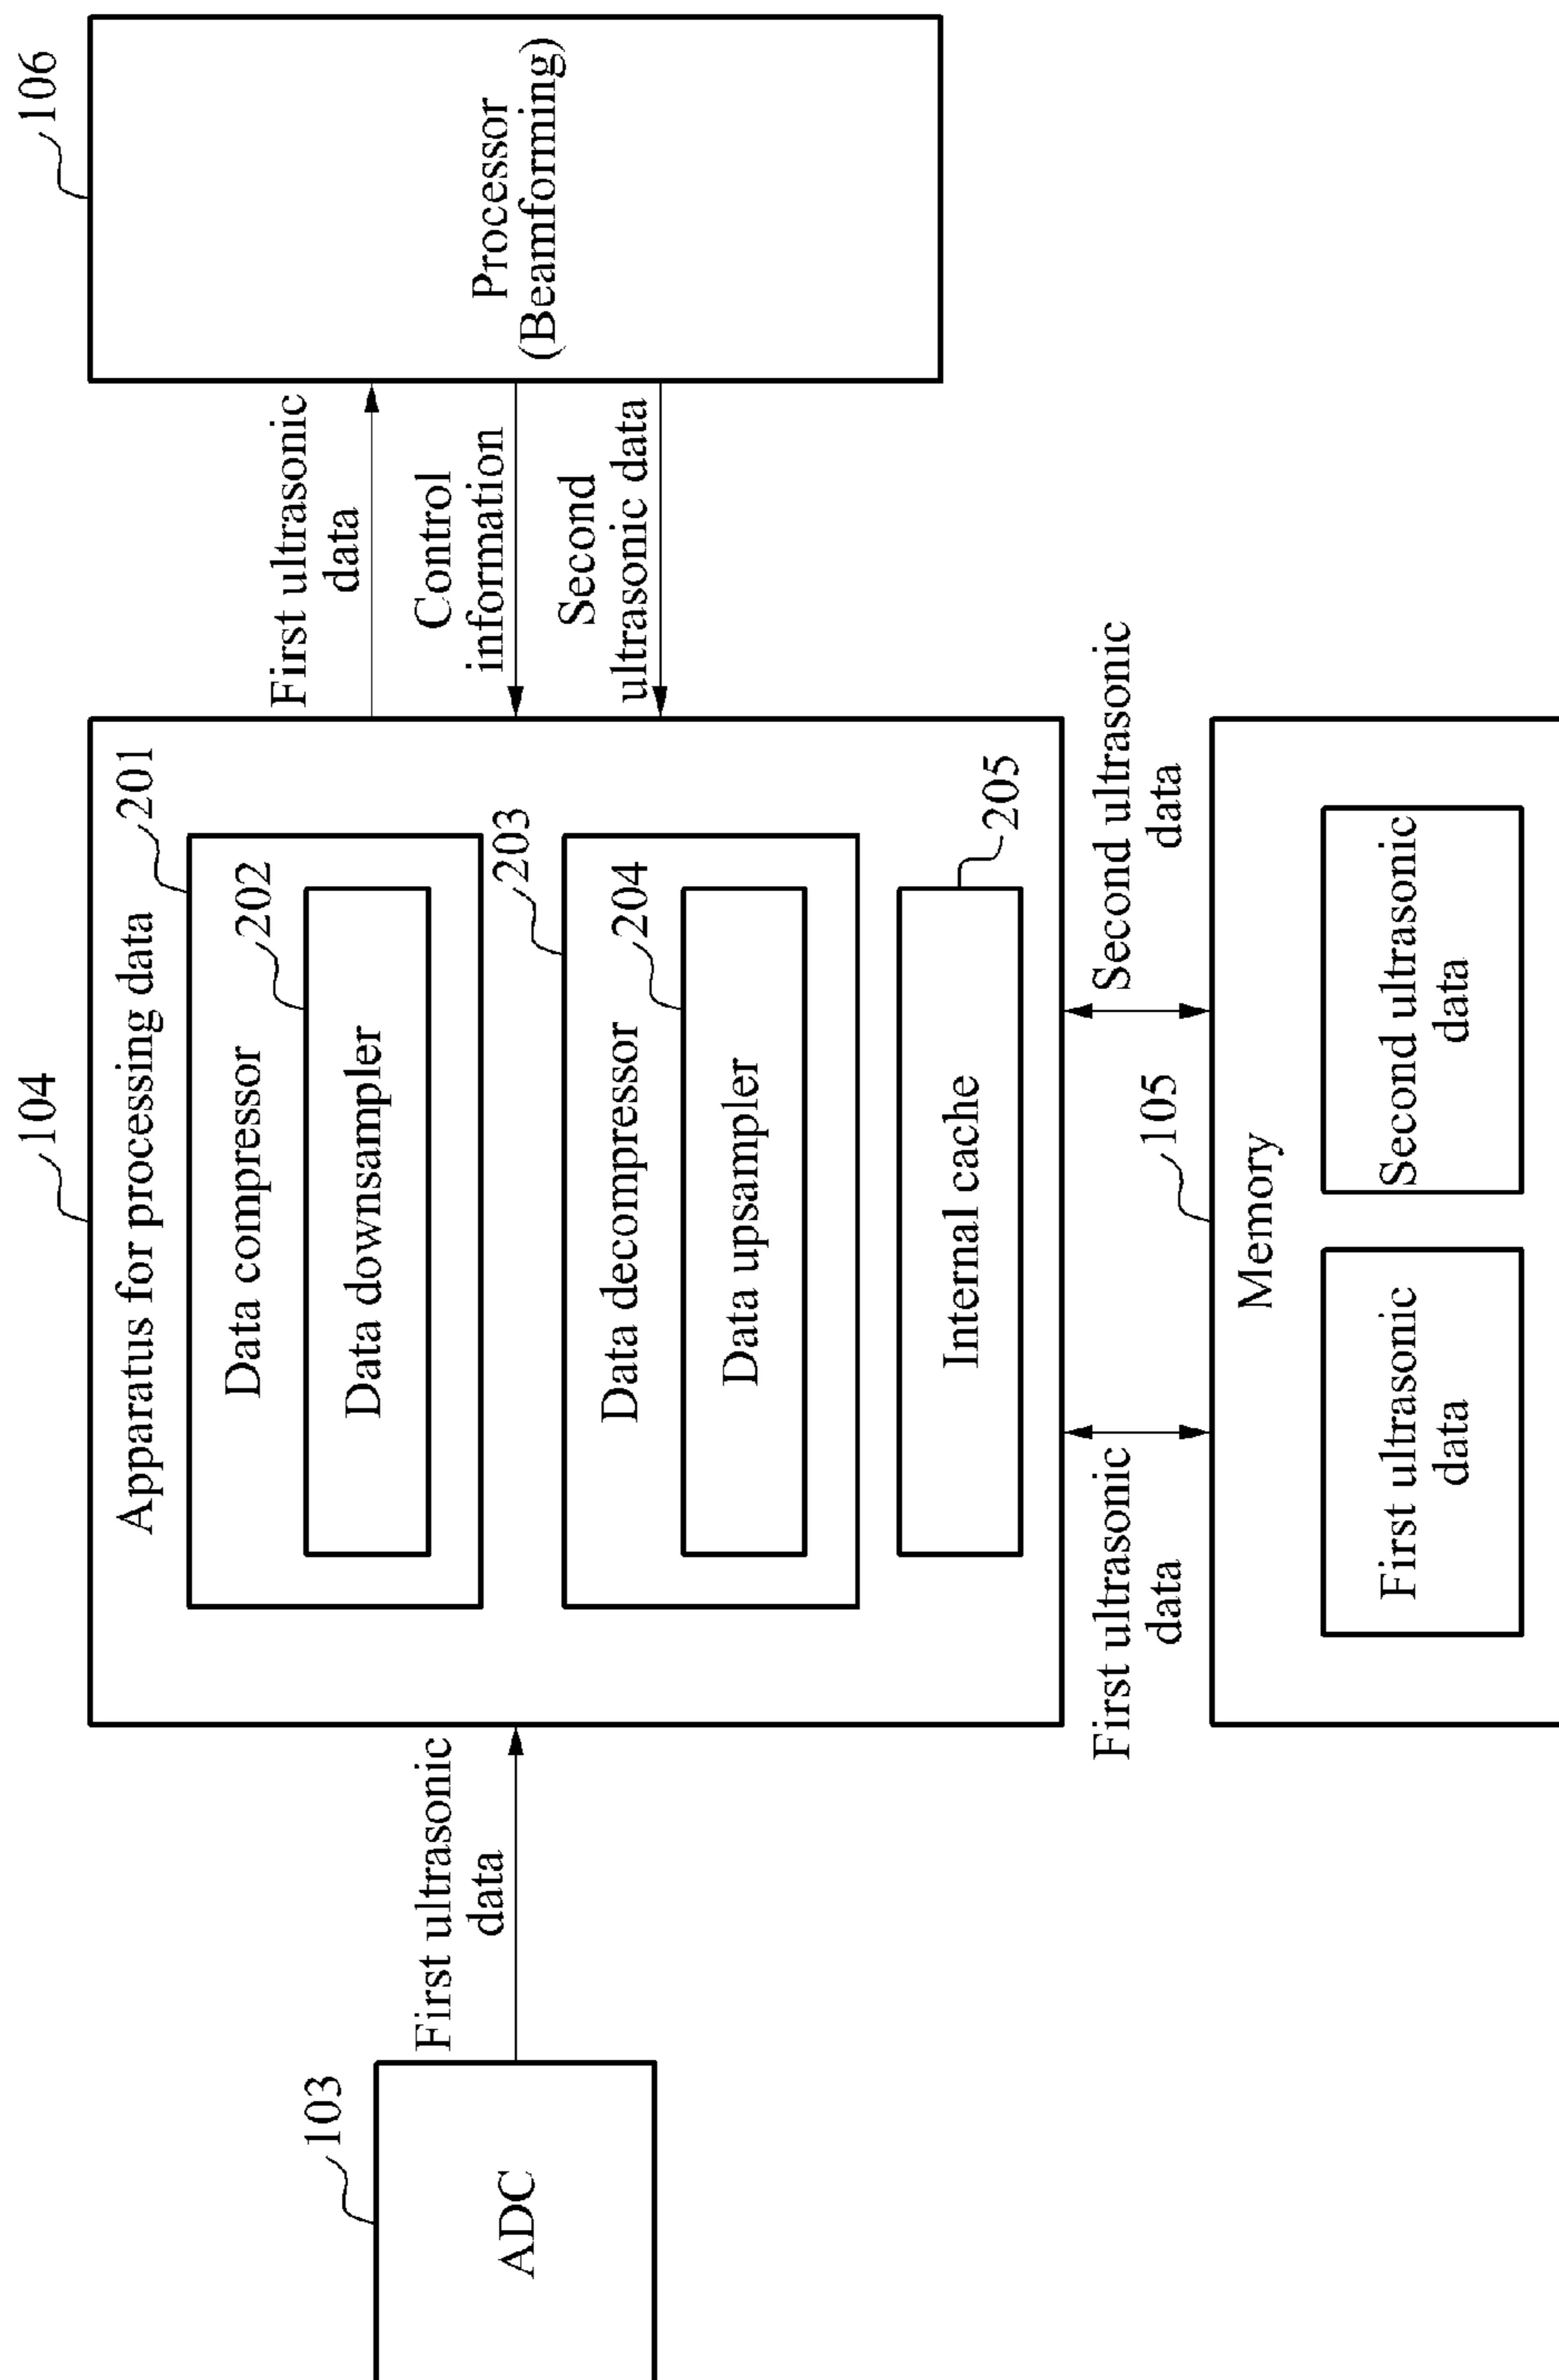 103
ADC
First ultrasonic
data
104
Apparatus for processing data
201
Data compressor
202
Data downsampler
203
Data decompressor
204
Data upsampler
205
Internal cache
First ultrasonic
data
Control
information
Second
ultrasonic data
106
Processor
(Beamforming)
First ultrasonic
data
Second ultrasonic
data
105
Memory
First ultrasonic
data
Second ultrasonic
data